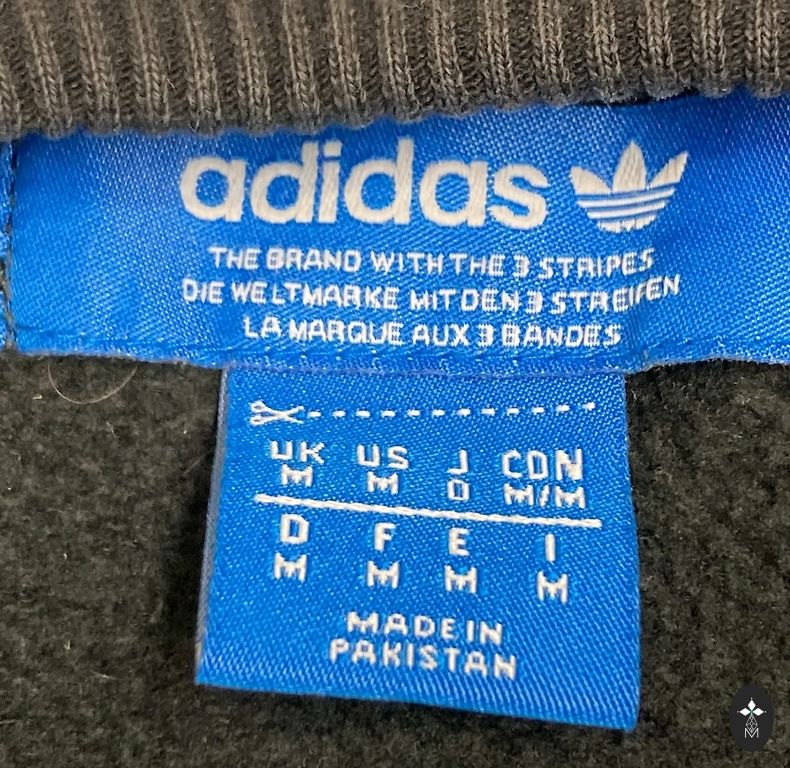 adidas
THE BRAND WITH THE 3 STRIPES
DIE WELTMARKE MIT DEN 3 STREIFEN
LA MARQUE AUX 3 BANDES
UK US J CDN
M M O M/M
D F E I
M M M M
MADE IN
PAKISTAN
M